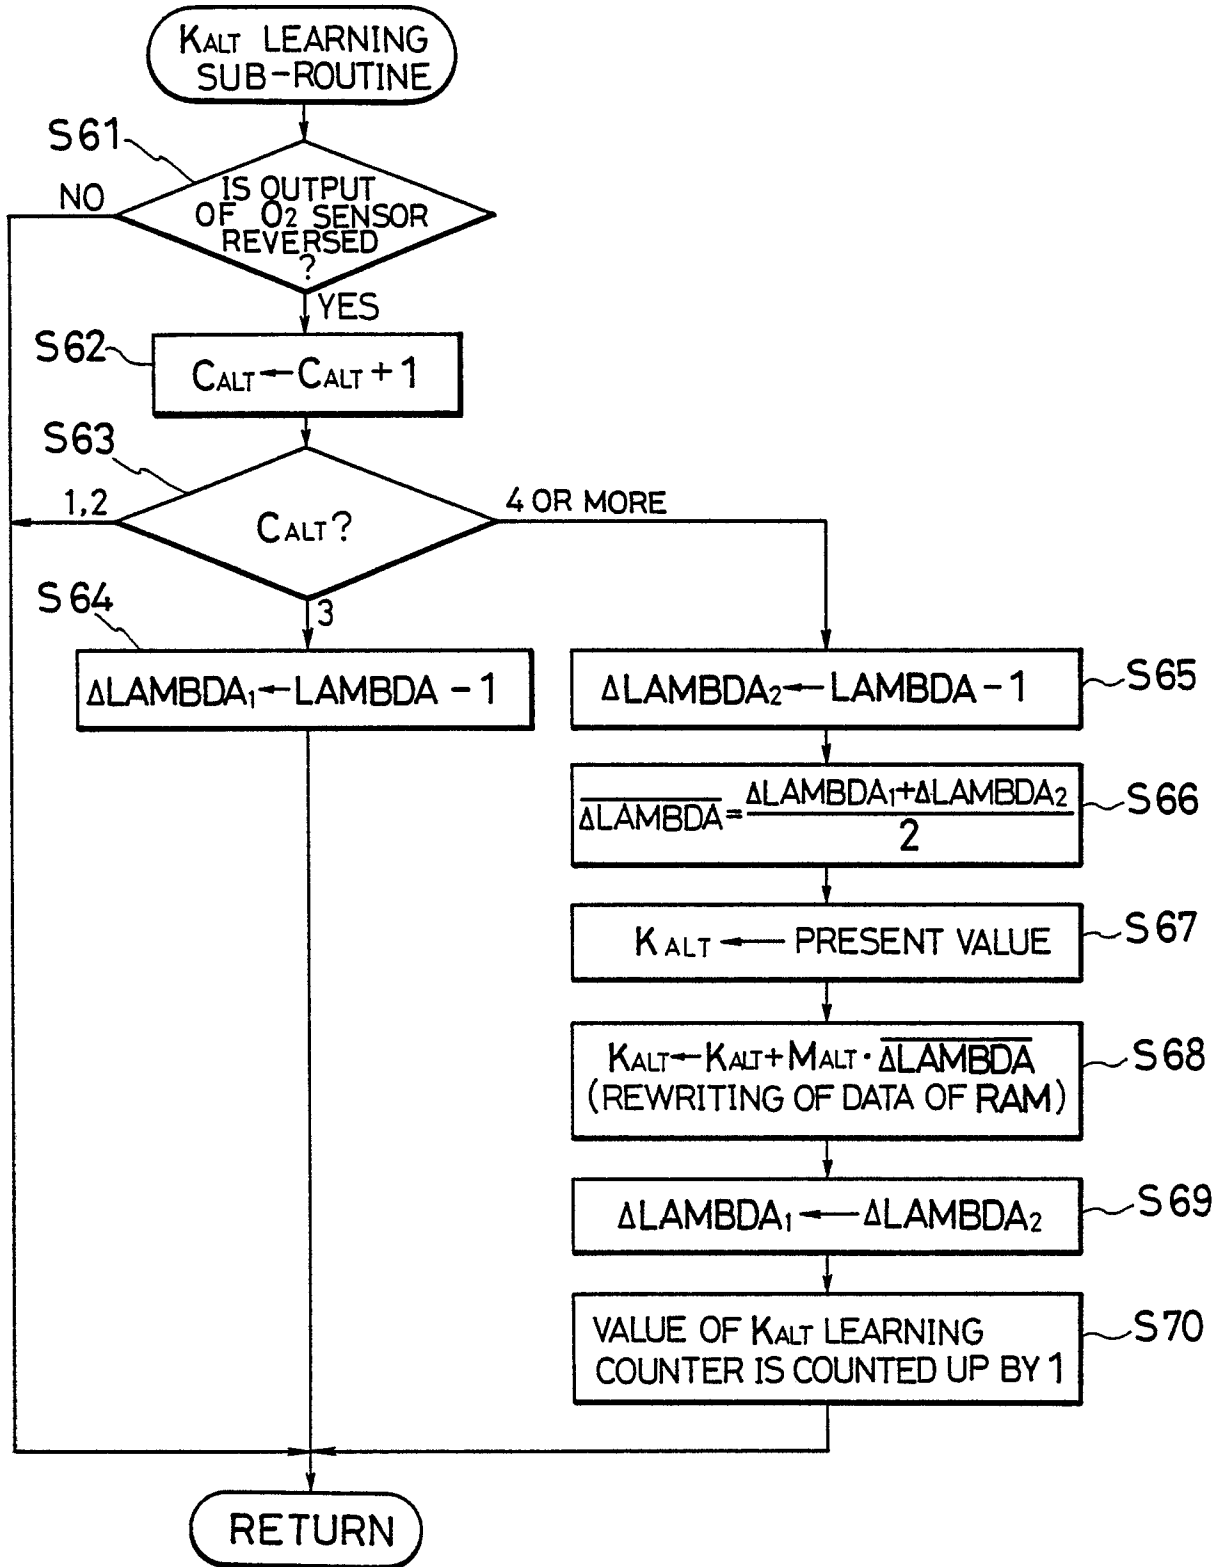 KALT LEARNING
SUB-ROUTINE
S61
NO
IS OUTPUT
OF O2 SENSOR
REVERSED
?
YES
S62
CALT ← CALT + 1
S63
1,2
CALT?
4 OR MORE
3
S64
ΔLAMBDA1 ← LAMBDA - 1
ΔLAMBDA2 ← LAMBDA - 1
S65
ΔLAMBDA = ΔLAMBDA1 + ΔLAMBDA2
2
S66
KALT ← PRESENT VALUE
S67
KALT ← KALT + MALT · ΔLAMBDA
(REWRITING OF DATA OF RAM)
S68
ΔLAMBDA1 ← ΔLAMBDA2
S69
VALUE OF KALT LEARNING
COUNTER IS COUNTED UP BY 1
S70
RETURN